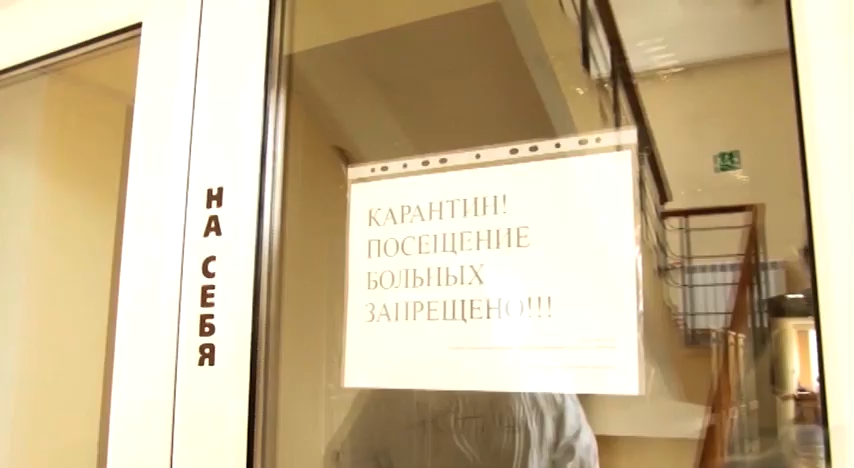 НА СЕБЯ
КАРАНТИН!
ПОСЕЩЕНИЕ
БОЛЬНЫХ
ЗАПРЕЩЕНО!!!